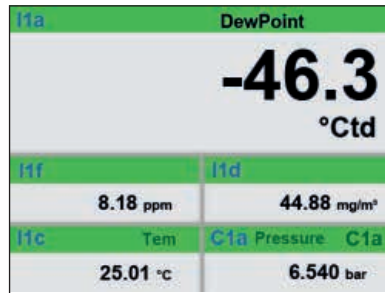 I1a DewPoint
-46.3
°Ctd
I1f I1d
8.18 ppm 44.88 mg/m³
I1c Tem C1a Pressure C1a
25.01 °C 6.540 bar